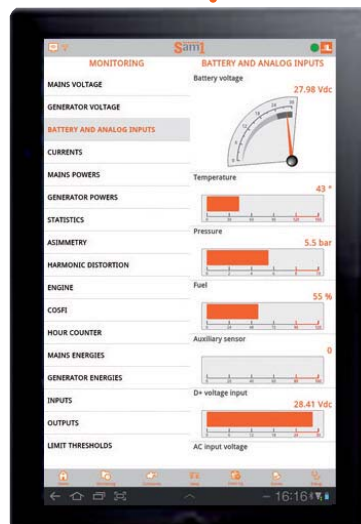 Sam1
MONITORING
MAINS VOLTAGE
GENERATOR VOLTAGE
BATTERY AND ANALOG INPUTS
CURRENTS
MAINS POWERS
GENERATOR POWERS
STATISTICS
ASIMMETRY
HARMONIC DISTORTION
ENGINE
COSFI
HOUR COUNTER
MAINS ENERGIES
GENERATOR ENERGIES
INPUTS
OUTPUTS
LIMIT THRESHOLDS
BATTERY AND ANALOG INPUTS
Battery voltage
27.98 Vdc
Temperature
43 °
Pressure
5.5 bar
Fuel
55 %
Auxiliary sensor
0
D+ voltage input
28.41 Vdc
AC input voltage
16:16